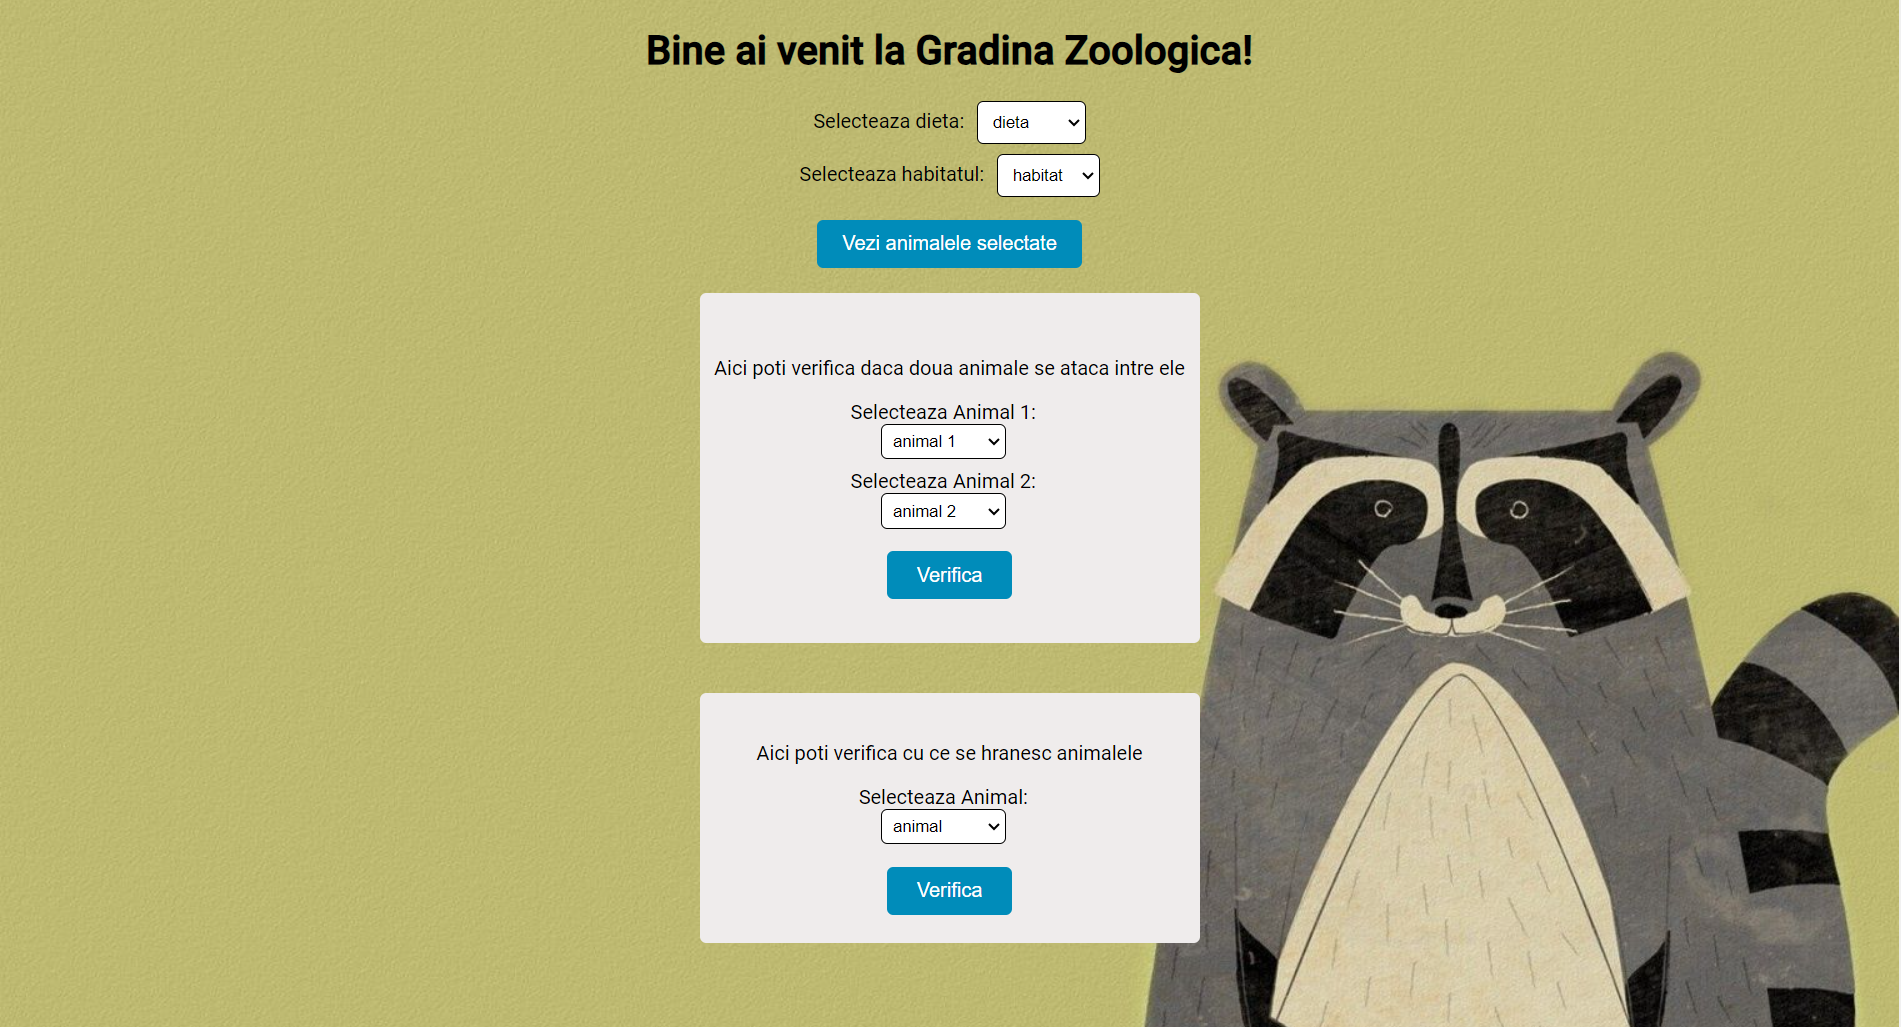 Bine ai venit la Gradina Zoologica!
Selecteaza dieta: dieta
Selecteaza habitatul: habitat
Vezi animalele selectate
Aici poti verifica daca doua animale se ataca intre ele
Selecteaza Animal 1:
animal 1
Selecteaza Animal 2:
animal 2
Verifica
Aici poti verifica cu ce se hranesc animalele
Selecteaza Animal:
animal
Verifica